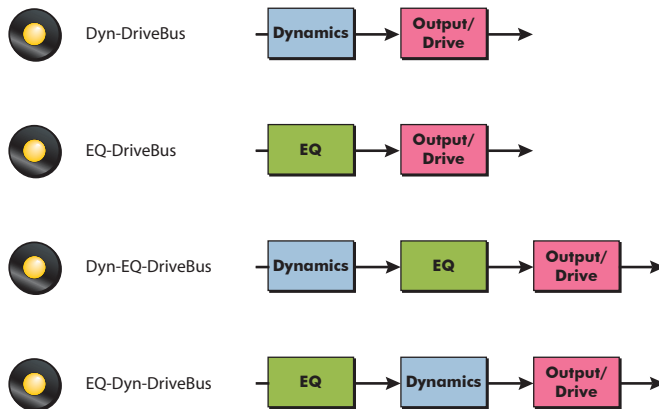 Dyn-DriveBus
Dynamics
Output/
Drive
EQ-DriveBus
EQ
Output/
Drive
Dyn-EQ-DriveBus
Dynamics
EQ
Output/
Drive
EQ-Dyn-DriveBus
EQ
Dynamics
Output/
Drive